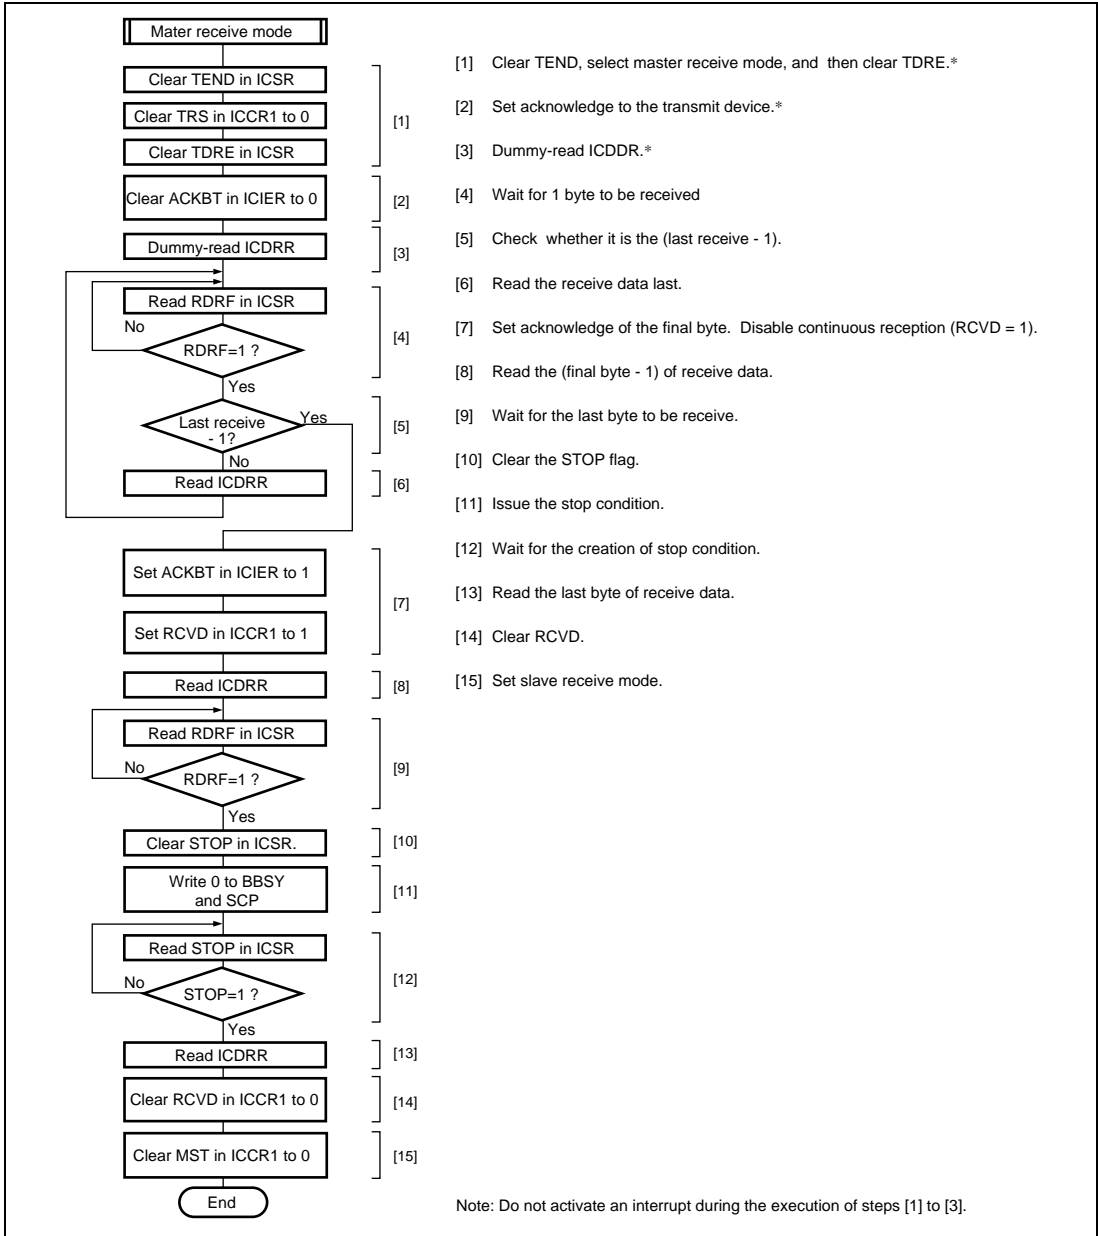 Mater receive mode
Clear TEND in ICSR
Clear TRS in ICCR1 to 0
Clear TDRE in ICSR
[1]
Clear ACKBT in ICIER to 0
[2]
Dummy-read ICDRR
[3]
Read RDRF in ICSR
No
RDRF=1 ?
[4]
Yes
Last receive
- 1?
Yes
[5]
No
Read ICDRR
[6]
Set ACKBT in ICIER to 1
[7]
Set RCVD in ICCR1 to 1
Read ICDRR
[8]
Read RDRF in ICSR
No
RDRF=1 ?
[9]
Yes
Clear STOP in ICSR.
[10]
Write 0 to BBSY
and SCP
[11]
Read STOP in ICSR
No
STOP=1 ?
[12]
Yes
Read ICDRR
[13]
Clear RCVD in ICCR1 to 0
[14]
Clear MST in ICCR1 to 0
[15]
End
[1] Clear TEND, select master receive mode, and then clear TDRE.*
[2] Set acknowledge to the transmit device.*
[3] Dummy-read ICDDR.*
[4] Wait for 1 byte to be received
[5] Check whether it is the (last receive - 1).
[6] Read the receive data last.
[7] Set acknowledge of the final byte. Disable continuous reception (RCVD = 1).
[8] Read the (final byte - 1) of receive data.
[9] Wait for the last byte to be receive.
[10] Clear the STOP flag.
[11] Issue the stop condition.
[12] Wait for the creation of stop condition.
[13] Read the last byte of receive data.
[14] Clear RCVD.
[15] Set slave receive mode.
Note: Do not activate an interrupt during the execution of steps [1] to [3].